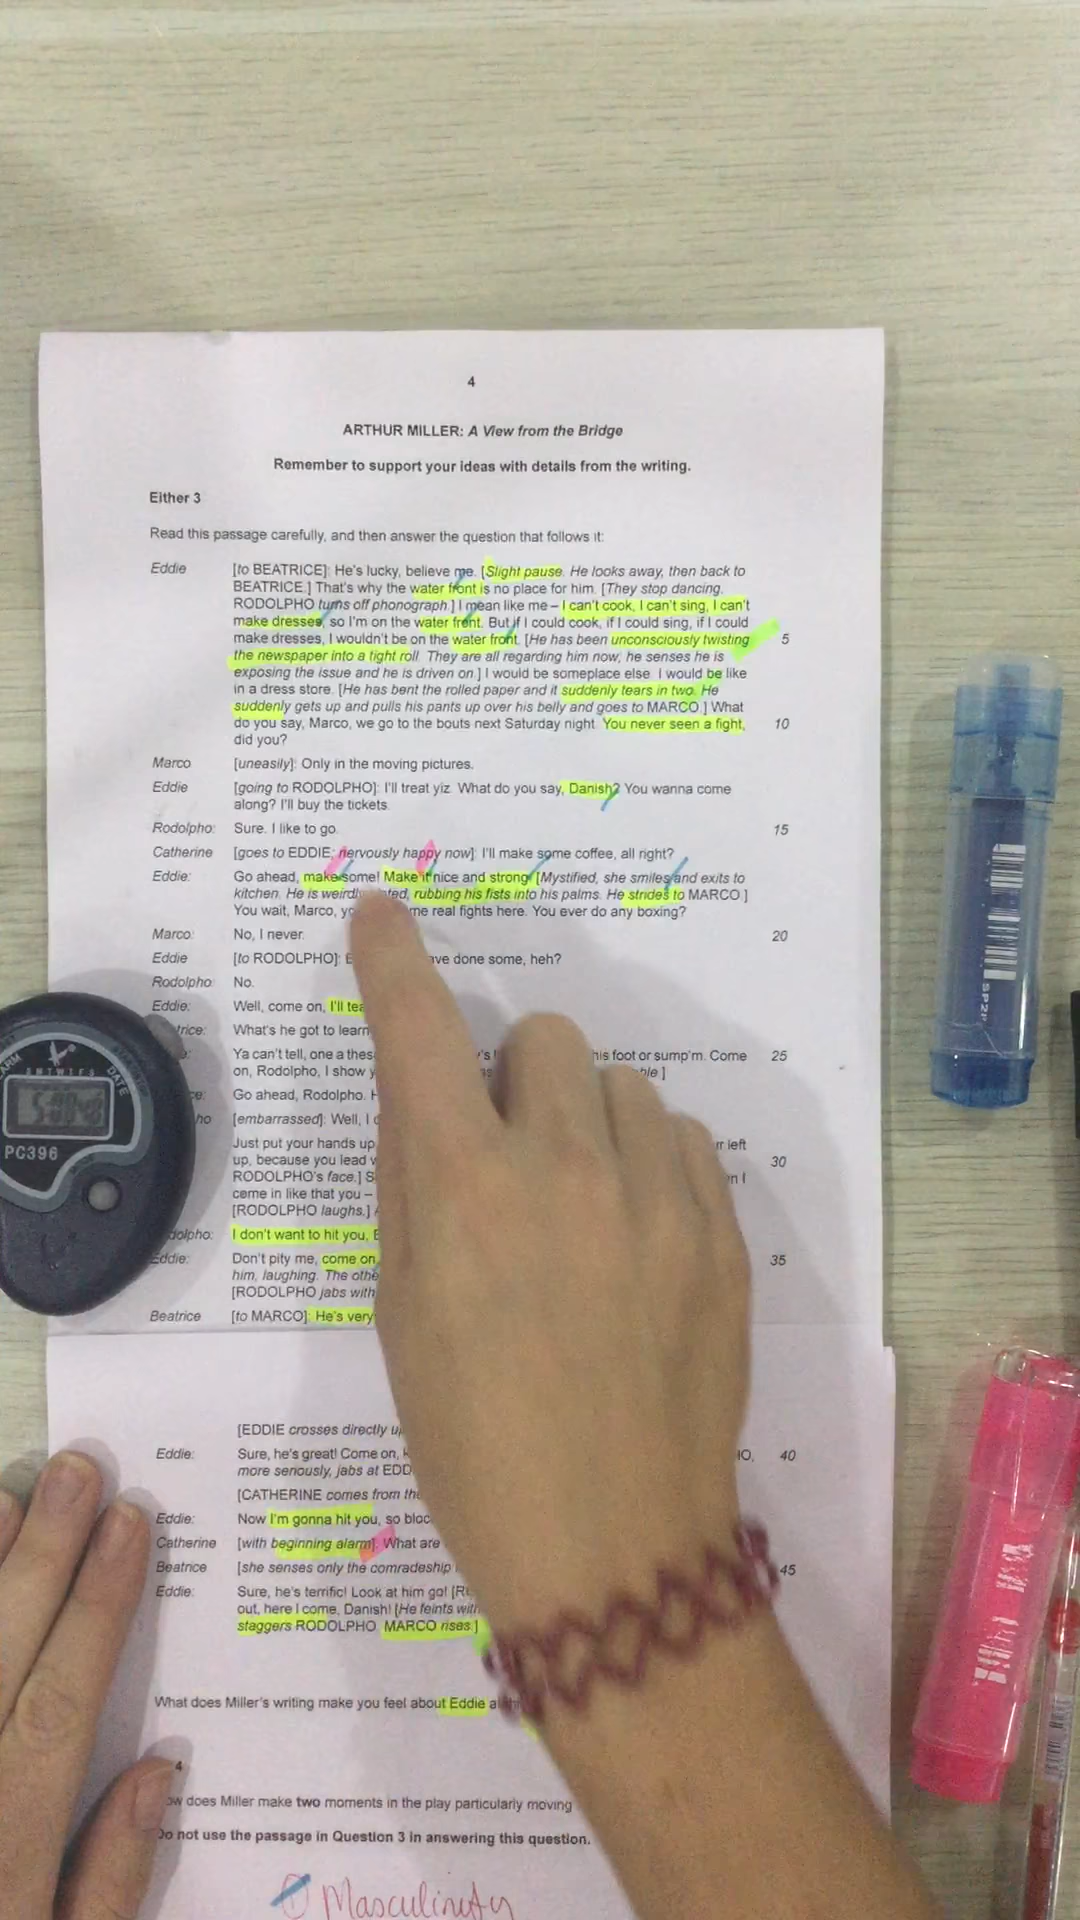 4
ARTHUR MILLER: A View from the Bridge
Remember to support your ideas with details from the writing.
Either 3
Read this passage carefully, and then answer the question that follows it:
Eddie [to BEATRICE]: He's lucky, believe me. [Slight pause. He looks away, then back to
BEATRICE.] That's why the water front is no place for him. [They stop dancing.
RODOLPHO turns off phonograph.] I mean like me – I can't cook, I can't sing, I can't
make dresses, so I'm on the water front. But if I could cook, if I could sing, if I could
make dresses, I wouldn't be on the water front. [He has been unconsciously twisting 5
the newspaper into a tight roll. They are all regarding him now; he senses he is
exposing the issue and he is driven on.] I would be someplace else. I would be like
in a dress store. [He has bent the rolled paper and it suddenly tears in two. He
suddenly gets up and pulls his pants up over his belly and goes to MARCO.] What
do you say, Marco, we go to the bouts next Saturday night. You never seen a fight, 10
did you?
Marco [uneasily]: Only in the moving pictures.
Eddie [going to RODOLPHO]: I'll treat yiz. What do you say, Danish? You wanna come
along? I'll buy the tickets.
Rodolpho: Sure. I like to go. 15
Catherine [goes to EDDIE; nervously happy now]: I'll make some coffee, all right?
Eddie: Go ahead, make some! Make it nice and strong. [Mystified, she smiles and exits to
kitchen. He is weirdly rubbing his fists into his palms. He strides to MARCO.]
You wait, Marco, me real fights here. You ever do any boxing?
Marco: No, I never. 20
Eddie [to RODOLPHO]: have done some, heh?
Rodolpho: No.
Eddie: Well, come on, I'll
What's he got to learn
Ya can't tell, one a his foot or sump'm. Come 25
on, Rodolpho, I show
Go ahead, Rodolpho.
[embarrassed]: Well, I
Just put your hands up left
up, because you lead 30
RODOLPHO's face.] I
come in like that you –
[RODOLPHO laughs.]
I don't want to hit you,
Eddie: Don't pity me, come on 35
him, laughing. The
[RODOLPHO jabs with
Beatrice [to MARCO]: He's very
[EDDIE crosses directly
Eddie: Sure, he's great! Come on, 40
more seriously, jabs at
[CATHERINE comes from
Eddie: Now I'm gonna hit you, so
Catherine [with beginning alarm]: What are
Beatrice [she senses only the comradeship 45
Eddie: Sure, he's terrific! Look at him go!
out, here I come, Danish! [He feints
staggers RODOLPHO. MARCO rises.]
What does Miller's writing make you feel about Eddie
4
does Miller make two moments in the play particularly moving
Do not use the passage in Question 3 in answering this question.
① Masculinity
PC396
ALARM
DATE